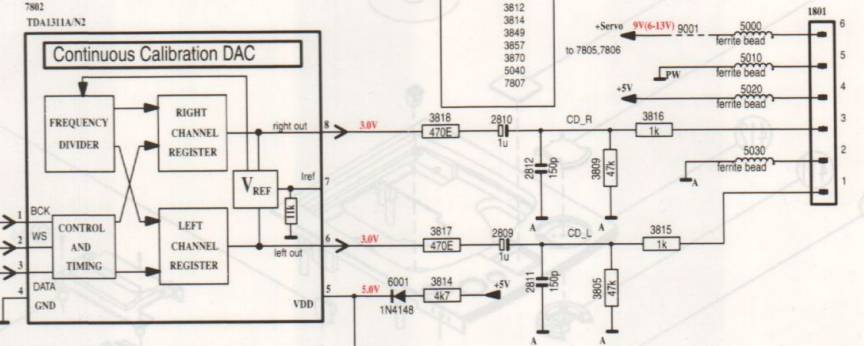 7802
TDA1311A/N2
Continuous Calibration DAC
FREQUENCY
DIVIDER
RIGHT
CHANNEL
REGISTER
right out
8
3.0V
VREF
Iref
7
1k
1
BCK
2
WS
3
DATA
4
GND
CONTROL
AND
TIMING
LEFT
CHANNEL
REGISTER
left out
6
3.0V
VDD
5
5.0V
3812
3814
3849
3857
3870
5040
7807
3818
470E
2810
1u
CD_R
2812
150p
3809
47k
A
A
3816
1k
3817
470E
2809
1u
CD_L
2811
150p
3805
47k
A
A
3815
1k
6001
1N4148
3814
4k7
+5V
+Servo
9V(6-13V)
9001
to 7805,7806
5000
ferrite bead
PW
5010
ferrite bead
+5V
5020
ferrite bead
A
5030
ferrite bead
1801
6
5
4
3
2
1